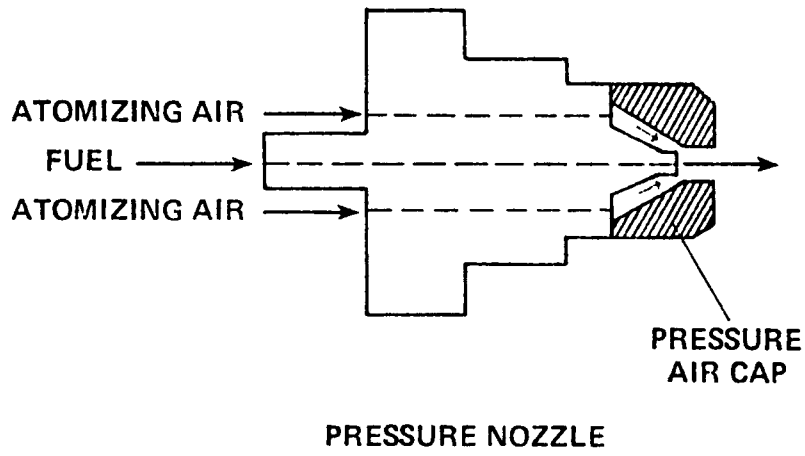 ATOMIZING AIR
FUEL
ATOMIZING AIR
PRESSURE
AIR CAP
PRESSURE NOZZLE